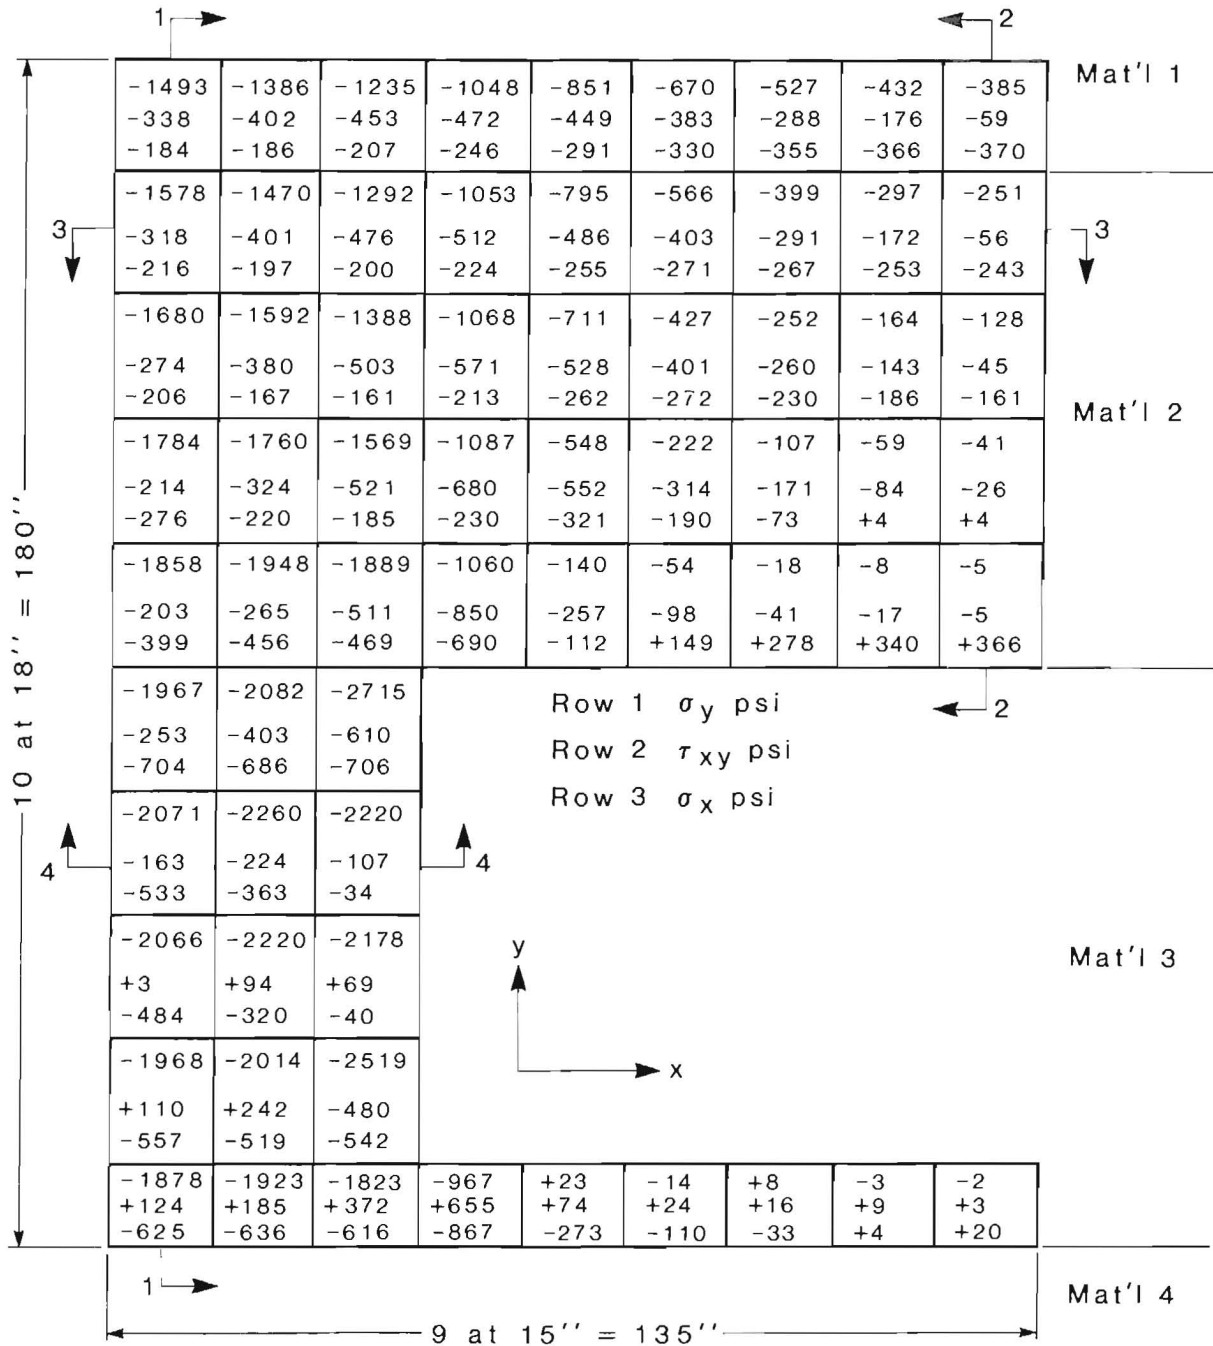 1 2
Mat'l 1
-1493 -1386 -1235 -1048 -851 -670 -527 -432 -385
-338 -402 -453 -472 -449 -383 -288 -176 -59
-184 -186 -207 -246 -291 -330 -355 -366 -370
-1578 -1470 -1292 -1053 -795 -566 -399 -297 -251
3 -318 -401 -476 -512 -486 -403 -291 -172 -56 3
-216 -197 -200 -224 -255 -271 -267 -253 -243
-1680 -1592 -1388 -1068 -711 -427 -252 -164 -128
-274 -380 -503 -571 -528 -401 -260 -143 -45
-206 -167 -161 -213 -262 -272 -230 -186 -161
Mat'l 2
-1784 -1760 -1569 -1087 -548 -222 -107 -59 -41
-214 -324 -521 -680 -552 -314 -171 -84 -26
-276 -220 -185 -230 -321 -190 -73 +4 +4
-1858 -1948 -1889 -1060 -140 -54 -18 -8 -5
-203 -265 -511 -850 -257 -98 -41 -17 -5
-399 -456 -469 -690 -112 +149 +278 +340 +366
10 at 18'' = 180''
-1967 -2082 -2715
-253 -403 -610
-704 -686 -706
Row 1 σy psi
2
Row 2 τxy psi
Row 3 σx psi
-2071 -2260 -2220
4 -163 -224 -107 4
-533 -363 -34
-2066 -2220 -2178
+3 +94 +69
-484 -320 -40
y
Mat'l 3
-1968 -2014 -2519
x
+110 +242 -480
-557 -519 -542
-1878 -1923 -1823 -967 +23 -14 +8 -3 -2
+124 +185 +372 +655 +74 +24 +16 +9 +3
-625 -636 -616 -867 -273 -110 -33 +4 +20
1
Mat'l 4
9 at 15'' = 135''